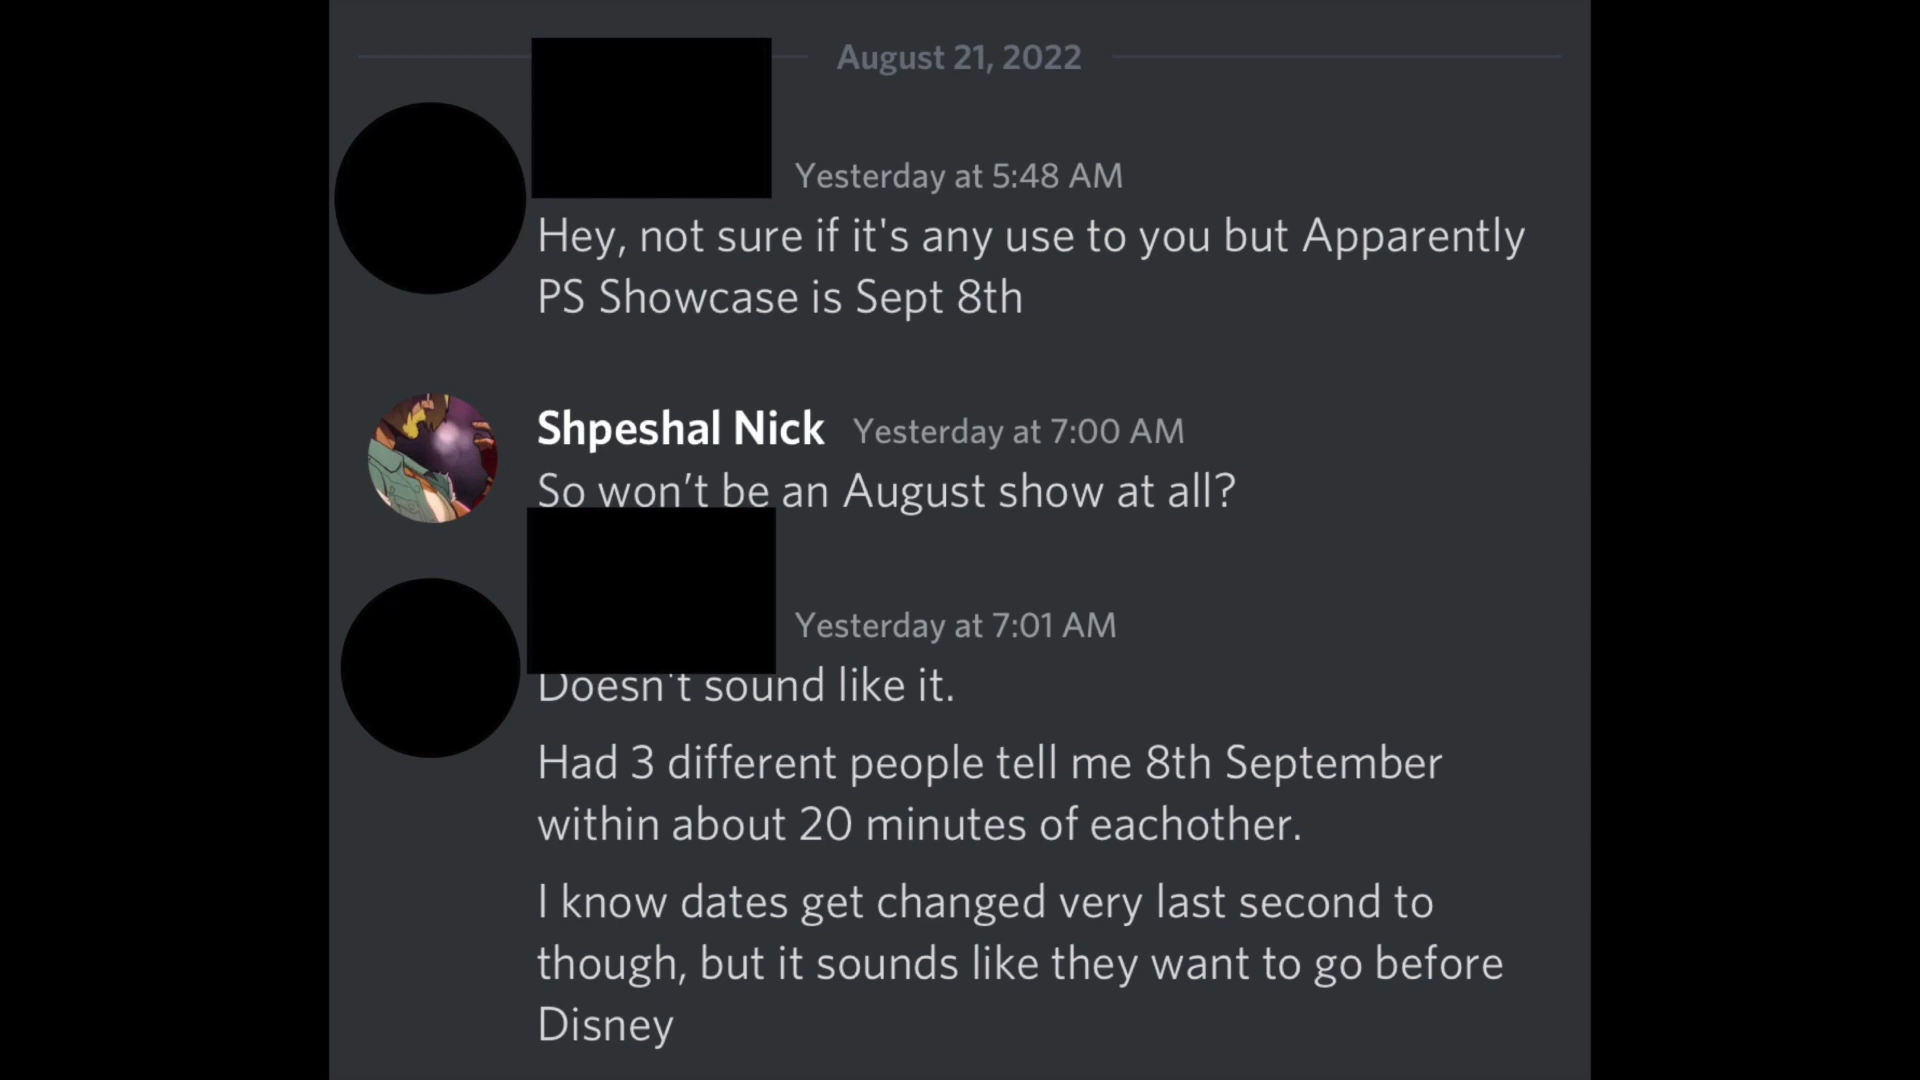 August 21, 2022
Yesterday at 5:48 AM
Hey, not sure if it's any use to you but Apparently
PS Showcase is Sept 8th
Shpeshal Nick Yesterday at 7:00 AM
So won’t be an August show at all?
Yesterday at 7:01 AM
Doesn't sound like it.
Had 3 different people tell me 8th September
within about 20 minutes of eachother.
I know dates get changed very last second to
though, but it sounds like they want to go before
Disney